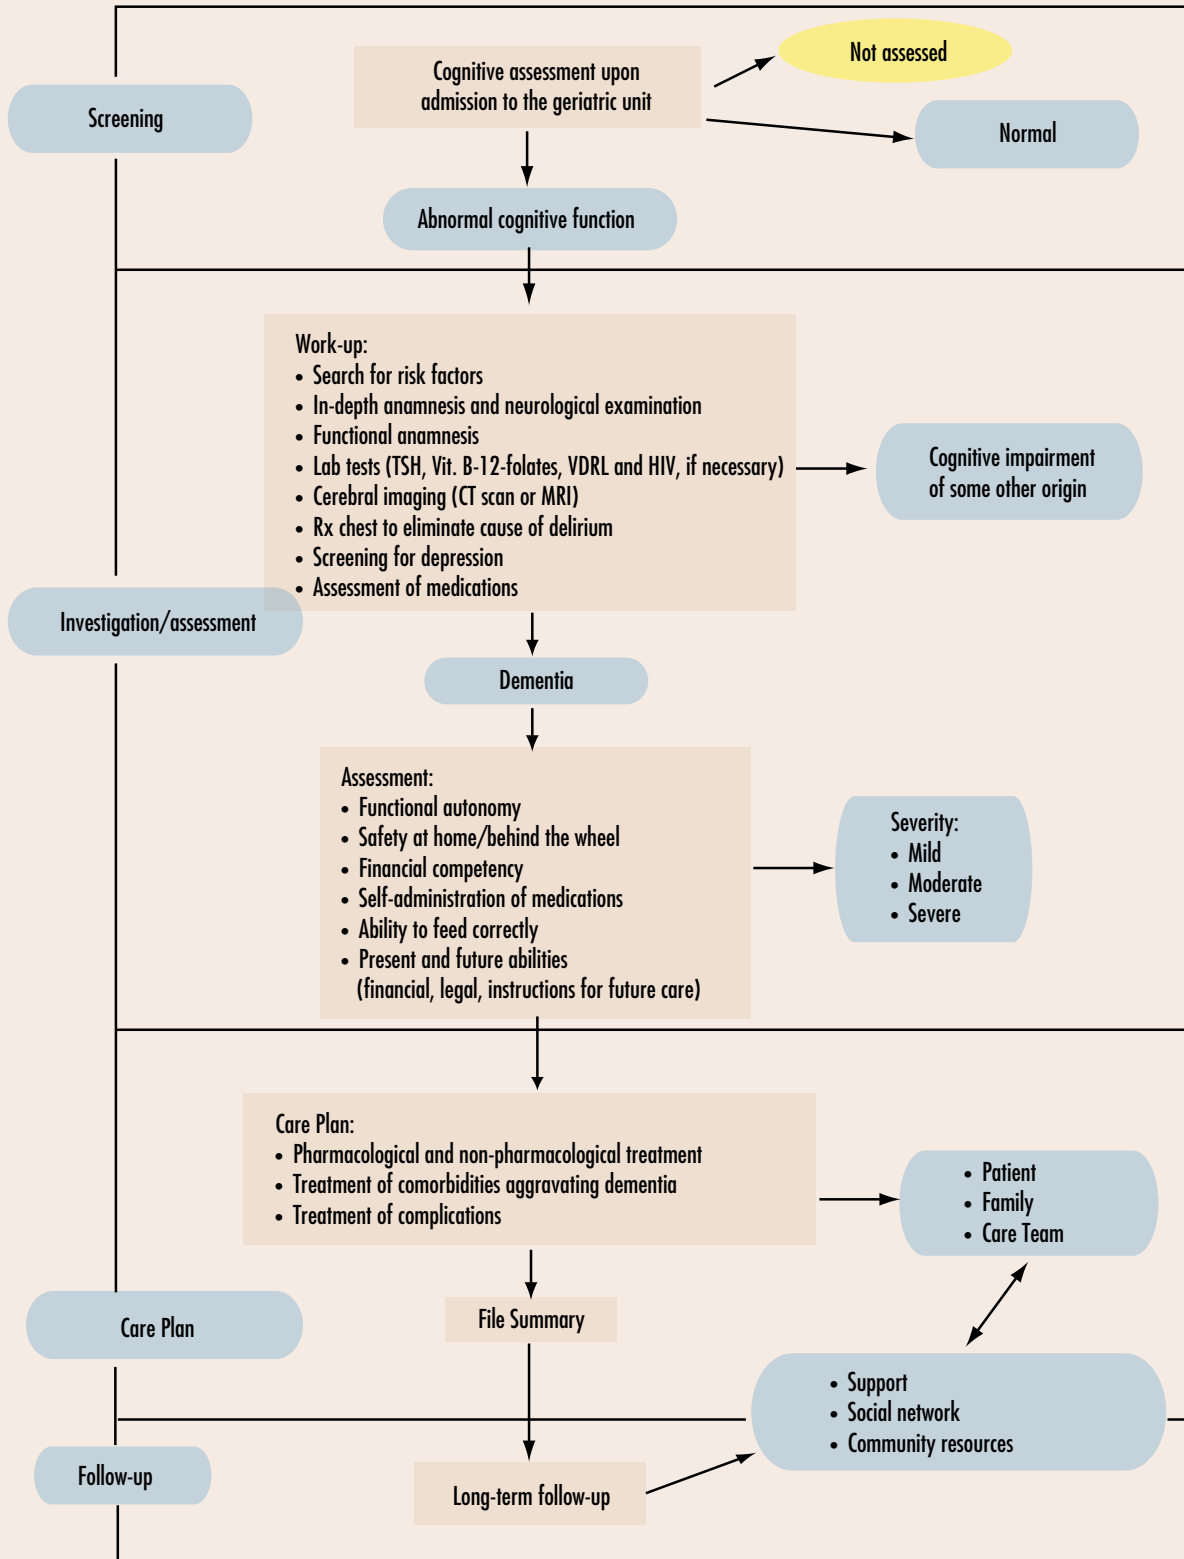 Cognitive assessment upon
admission to the geriatric unit
Not assessed
Screening
Normal
Abnormal cognitive function
Work-up:
• Search for risk factors
• In-depth anamnesis and neurological examination
• Functional anamnesis
• Lab tests (TSH, Vit. B-12-folates, VDRL and HIV, if necessary)
• Cerebral imaging (CT scan or MRI)
• Rx chest to eliminate cause of delirium
• Screening for depression
• Assessment of medications
Cognitive impairment
of some other origin
Investigation/assessment
Dementia
Assessment:
• Functional autonomy
• Safety at home/behind the wheel
• Financial competency
• Self-administration of medications
• Ability to feed correctly
• Present and future abilities
(financial, legal, instructions for future care)
Severity:
• Mild
• Moderate
• Severe
Care Plan:
• Pharmacological and non-pharmacological treatment
• Treatment of comorbidities aggravating dementia
• Treatment of complications
• Patient
• Family
• Care Team
Care Plan
File Summary
• Support
• Social network
• Community resources
Follow-up
Long-term follow-up